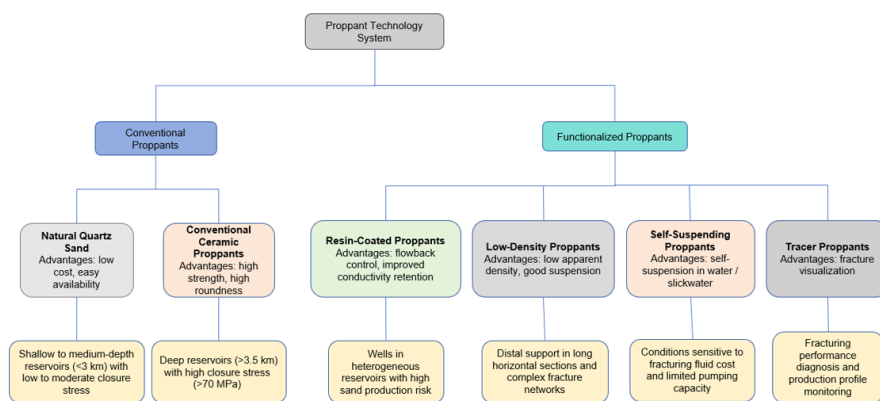 Proppant Technology
System
Conventional
Proppants
Functionalized Proppants
Natural Quartz
Sand
Advantages: low
cost, easy
availability
Conventional
Ceramic
Proppants
Advantages: high
strength, high
roundness
Resin-Coated Proppants
Advantages: flowback
control, improved
conductivity retention
Low-Density Proppants
Advantages: low apparent
density, good suspension
Self-Suspending
Proppants
Advantages: self-
suspension in water /
slickwater
Tracer Proppants
Advantages: fracture
visualization
Shallow to medium-depth
reservoirs (<3 km) with
low to moderate closure
stress
Deep reservoirs (>3.5 km)
with high closure stress
(>70 MPa)
Wells in
heterogeneous
reservoirs with high
sand production risk
Distal support in long
horizontal sections and
complex fracture
networks
Conditions sensitive to
fracturing fluid cost
and limited pumping
capacity
Fracturing
performance
diagnosis and
production profile
monitoring